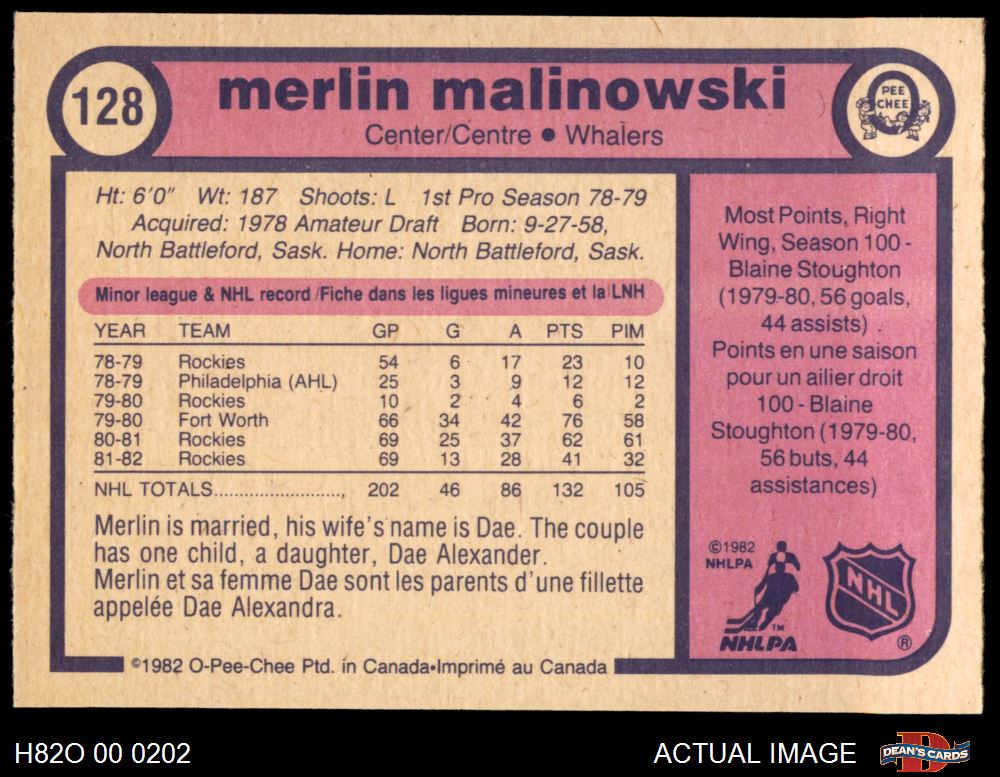 128
merlin malinowski
Center/Centre • Whalers
O PEE CHEE
Ht: 6'0" Wt: 187 Shoots: L 1st Pro Season 78-79
Acquired: 1978 Amateur Draft Born: 9-27-58,
North Battleford, Sask. Home: North Battleford, Sask.
Minor league & NHL record /Fiche dans les ligues mineures et la LNH
YEAR TEAM GP G A PTS PIM
78-79 Rockies 54 6 17 23 10
78-79 Philadelphia (AHL) 25 3 9 12 12
79-80 Rockies 10 2 4 6 2
79-80 Fort Worth 66 34 42 76 58
80-81 Rockies 69 25 37 62 61
81-82 Rockies 69 13 28 41 32
NHL TOTALS.......................... 202 46 86 132 105
Merlin is married, his wife's name is Dae. The couple
has one child, a daughter, Dae Alexander.
Merlin et sa femme Dae sont les parents d'une fillette
appelée Dae Alexandra.
©1982 O-Pee-Chee Ptd. in Canada•Imprimé au Canada
Most Points, Right
Wing, Season 100 -
Blaine Stoughton
(1979-80, 56 goals,
44 assists) .
Points en une saison
pour un ailier droit
100 - Blaine
Stoughton (1979-80,
56 buts, 44
assistances)
©1982
NHLPA
TM
NHLPA
NHL
®
H82O 00 0202
ACTUAL IMAGE
DEAN'S CARDS